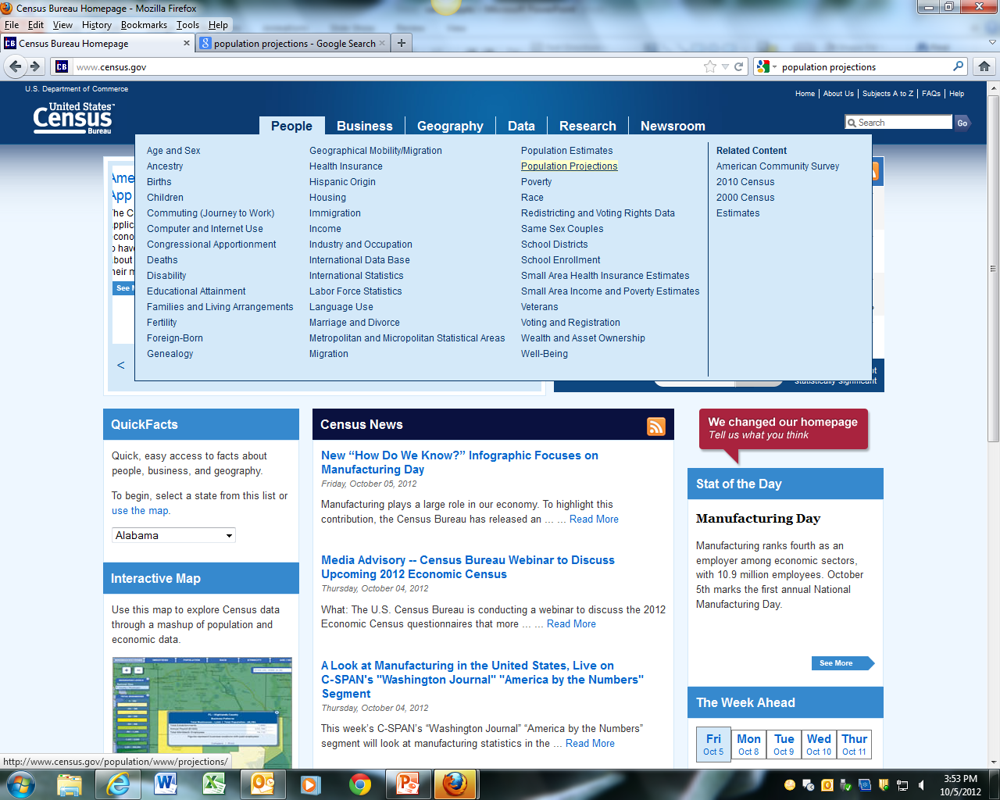 Census Bureau Homepage - Mozilla Firefox
File Edit View History Bookmarks Tools Help
CB Census Bureau Homepage
population projections - Google Search
CB www.census.gov
population projections
U.S. Department of Commerce
Home | About Us | Subjects A to Z | FAQs | Help
United States™
Census
Bureau
People Business Geography Data Research Newsroom
Search Go
Age and Sex
Ancestry
Births
Children
Commuting (Journey to Work)
Computer and Internet Use
Congressional Apportionment
Deaths
Disability
Educational Attainment
Families and Living Arrangements
Fertility
Foreign-Born
Genealogy
Geographical Mobility/Migration
Health Insurance
Hispanic Origin
Housing
Immigration
Income
Industry and Occupation
International Data Base
International Statistics
Labor Force Statistics
Language Use
Marriage and Divorce
Metropolitan and Micropolitan Statistical Areas
Migration
Population Estimates
Population Projections
Poverty
Race
Redistricting and Voting Rights Data
Same Sex Couples
School Districts
School Enrollment
Small Area Health Insurance Estimates
Small Area Income and Poverty Estimates
Veterans
Voting and Registration
Wealth and Asset Ownership
Well-Being
Related Content
American Community Survey
2010 Census
2000 Census
Estimates
App
The C
See M
<
statistically significant
QuickFacts
Quick, easy access to facts about
people, business, and geography.
To begin, select a state from this list or
use the map.
Alabama
Interactive Map
Use this map to explore Census data
through a mashup of population and
economic data.
Census News
New “How Do We Know?” Infographic Focuses on
Manufacturing Day
Friday, October 05, 2012
Manufacturing plays a large role in our economy. To highlight this
contribution, the Census Bureau has released an ... ... Read More
Media Advisory -- Census Bureau Webinar to Discuss
Upcoming 2012 Economic Census
Thursday, October 04, 2012
What: The U.S. Census Bureau is conducting a webinar to discuss the 2012
Economic Census questionnaires that more ... ... Read More
A Look at Manufacturing in the United States, Live on
C-SPAN's "Washington Journal" "America by the Numbers"
Segment
Thursday, October 04, 2012
This week’s C-SPAN’s “Washington Journal” “America by the Numbers”
segment will look at manufacturing statistics in the ... Read More
We changed our homepage
Tell us what you think
Stat of the Day
Manufacturing Day
Manufacturing ranks fourth as an
employer among economic sectors,
with 10.9 million employees. October
5th marks the first annual National
Manufacturing Day.
See More
The Week Ahead
Fri Mon Tue Wed Thur
Oct 5 Oct 8 Oct 9 Oct 10 Oct 11
http://www.census.gov/population/www/projections/
3:53 PM
10/5/2012